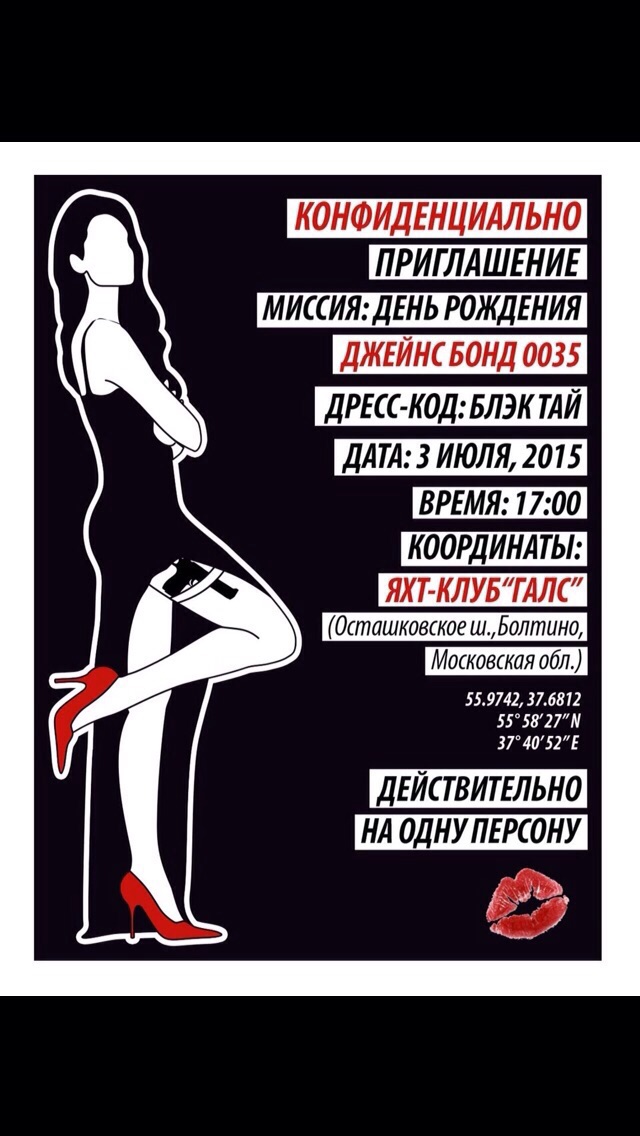 КОНФИДЕНЦИАЛЬНО
ПРИГЛАШЕНИЕ
МИССИЯ: ДЕНЬ РОЖДЕНИЯ
ДЖЕЙНС БОНД 0035
ДРЕСС-КОД: БЛЭК ТАЙ
ДАТА: 3 ИЮЛЯ, 2015
ВРЕМЯ: 17:00
КООРДИНАТЫ:
ЯХТ-КЛУБ“ГАЛС”
(Осташковское ш.,Болтино,
Московская обл.)
55.9742, 37.6812
55° 58′ 27″ N
37° 40′ 52″ E
ДЕЙСТВИТЕЛЬНО
НА ОДНУ ПЕРСОНУ